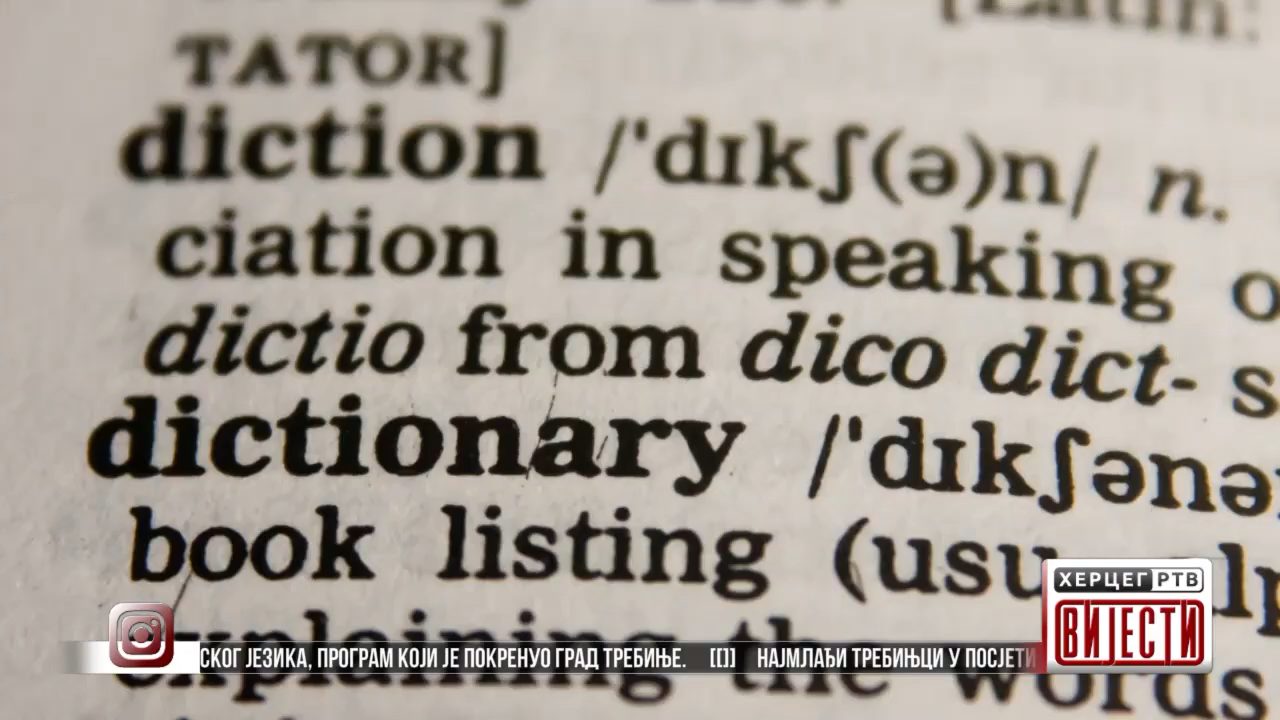 [Latin:
TATOR]
diction /ˈdɪkʃ(ə)n/ n.
ciation in speaking o
dictio from dico dict- s
dictionary /ˈdɪkʃənə
book listing (usu
explaining the words
ХЕРЦЕГ РТВ
ВИЈЕСТИ
СКОГ ЈЕЗИКА, ПРОГРАМ КОЈИ ЈЕ ПОКРЕНУО ГРАД ТРЕБИЊЕ. НАЈМЛАЂИ ТРЕБИЊЦИ У ПОСЈЕТИ